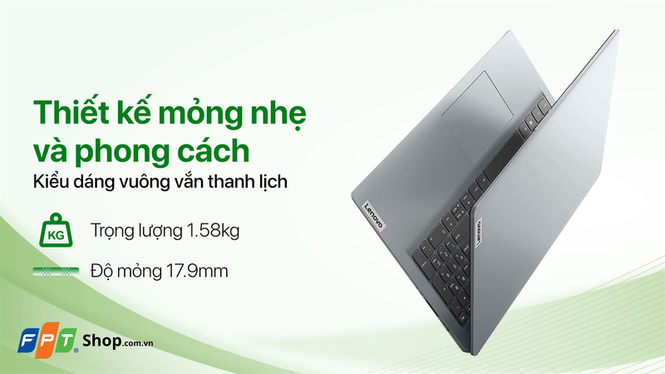 Thiết kế mỏng nhẹ
và phong cách
Kiểu dáng vuông vắn thanh lịch
KG
Trọng lượng 1.58kg
Độ mỏng 17.9mm
FPT® Shop.com.vn
Lenovo
Lenovo